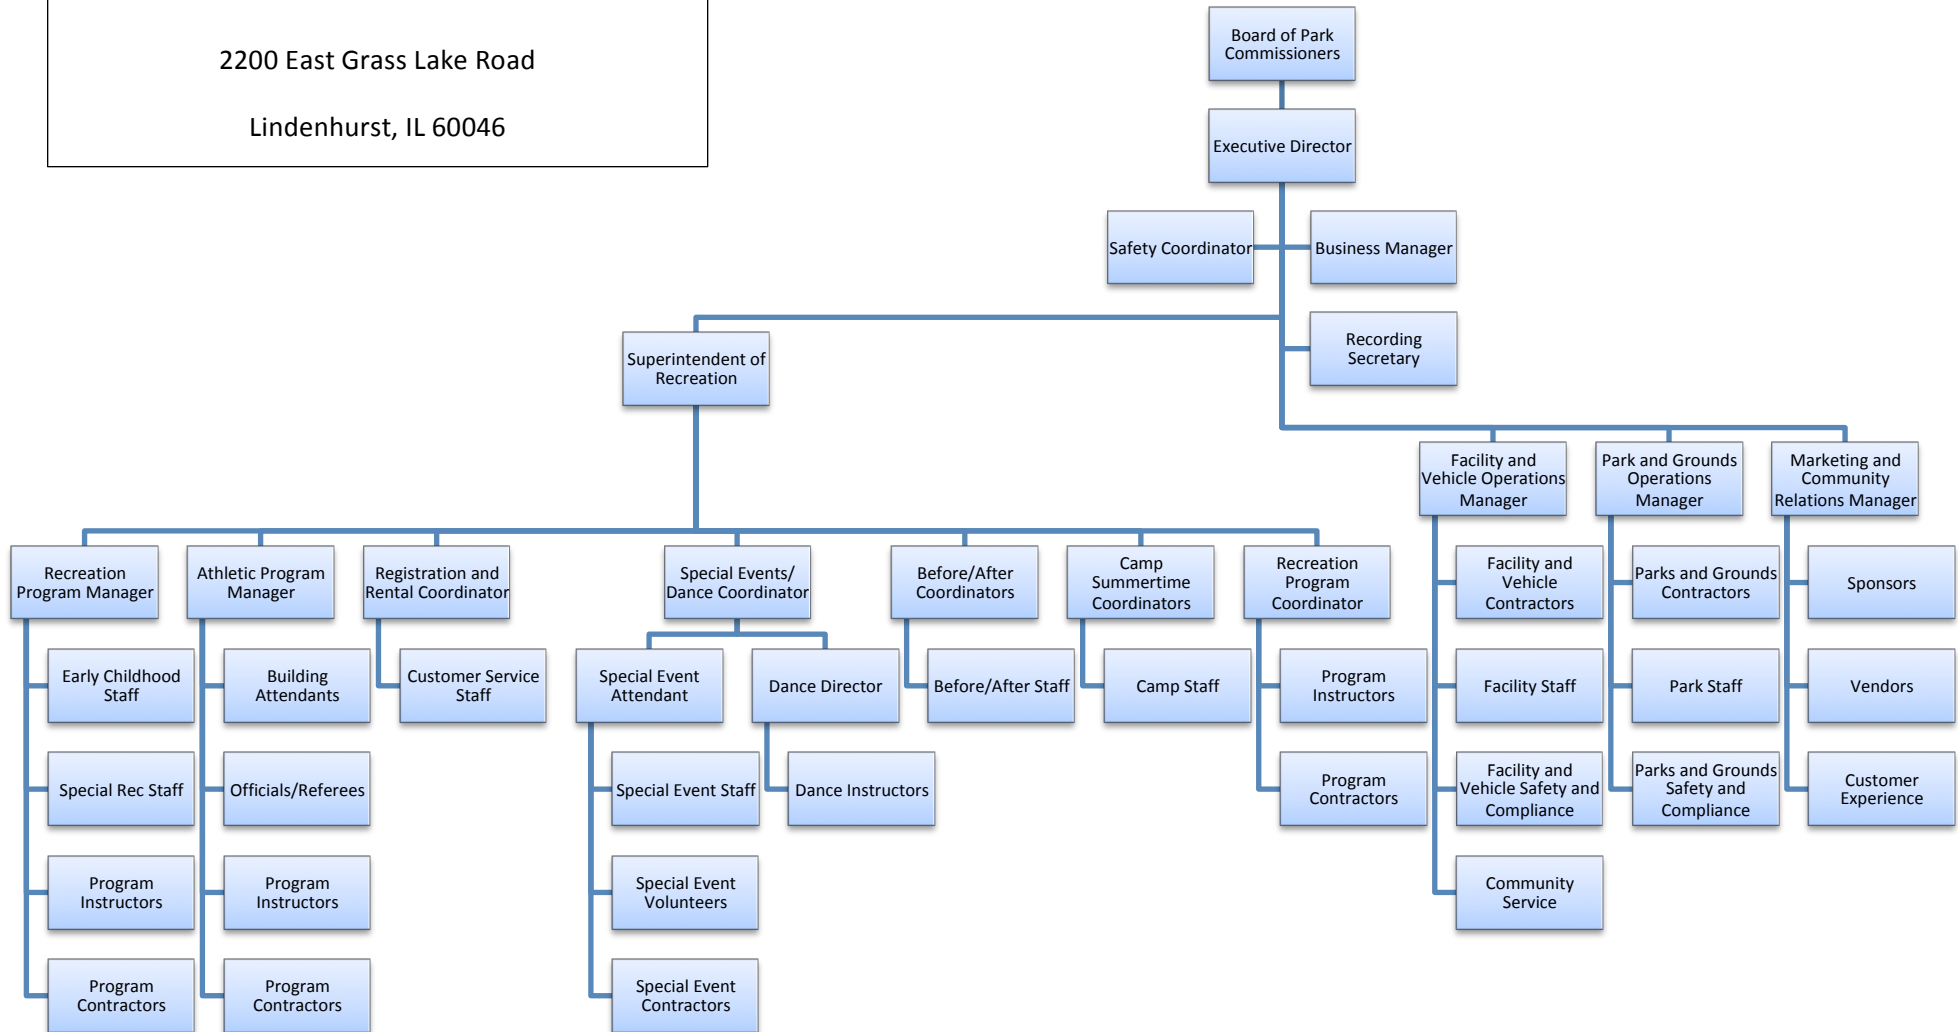 2200 East Grass Lake Road
Lindenhurst, IL 60046
Board of Park
Commissioners
Executive Director
Safety Coordinator
Business Manager
Recording
Secretary
Superintendent of
Recreation
Facility and
Vehicle Operations
Manager
Park and Grounds
Operations
Manager
Marketing and
Community
Relations Manager
Recreation
Program Manager
Athletic Program
Manager
Registration and
Rental Coordinator
Special Events/
Dance Coordinator
Before/After
Coordinators
Camp
Summertime
Coordinators
Recreation
Program
Coordinator
Facility and
Vehicle
Contractors
Parks and Grounds
Contractors
Sponsors
Early Childhood
Staff
Building
Attendants
Customer Service
Staff
Special Event
Attendant
Dance Director
Before/After Staff
Camp Staff
Program
Instructors
Facility Staff
Park Staff
Vendors
Special Rec Staff
Officials/Referees
Special Event Staff
Dance Instructors
Program
Contractors
Facility and
Vehicle Safety and
Compliance
Parks and Grounds
Safety and
Compliance
Customer
Experience
Program
Instructors
Program
Instructors
Special Event
Volunteers
Community
Service
Program
Contractors
Program
Contractors
Special Event
Contractors